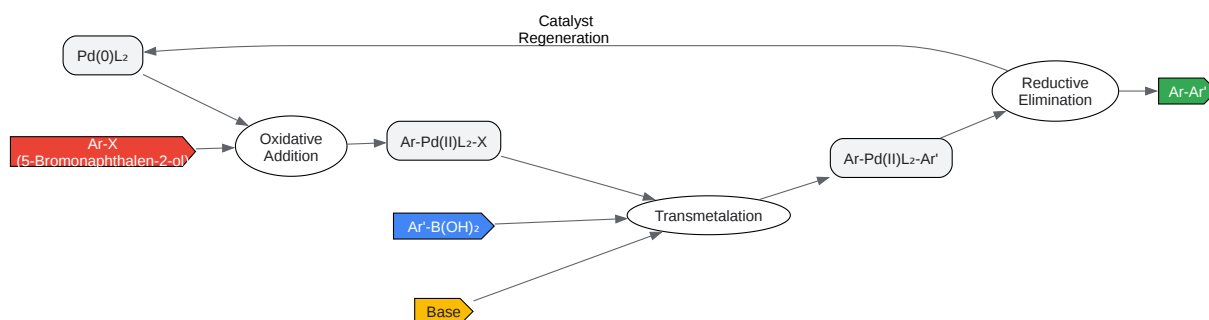 Catalyst
Regeneration
Pd(0)L₂
Reductive
Elimination
Ar-Ar'
Ar-X
(5-Bromonaphthalen-2-ol)
Oxidative
Addition
Ar-Pd(II)L₂-X
Ar-Pd(II)L₂-Ar'
Ar'-B(OH)₂
Transmetalation
Base